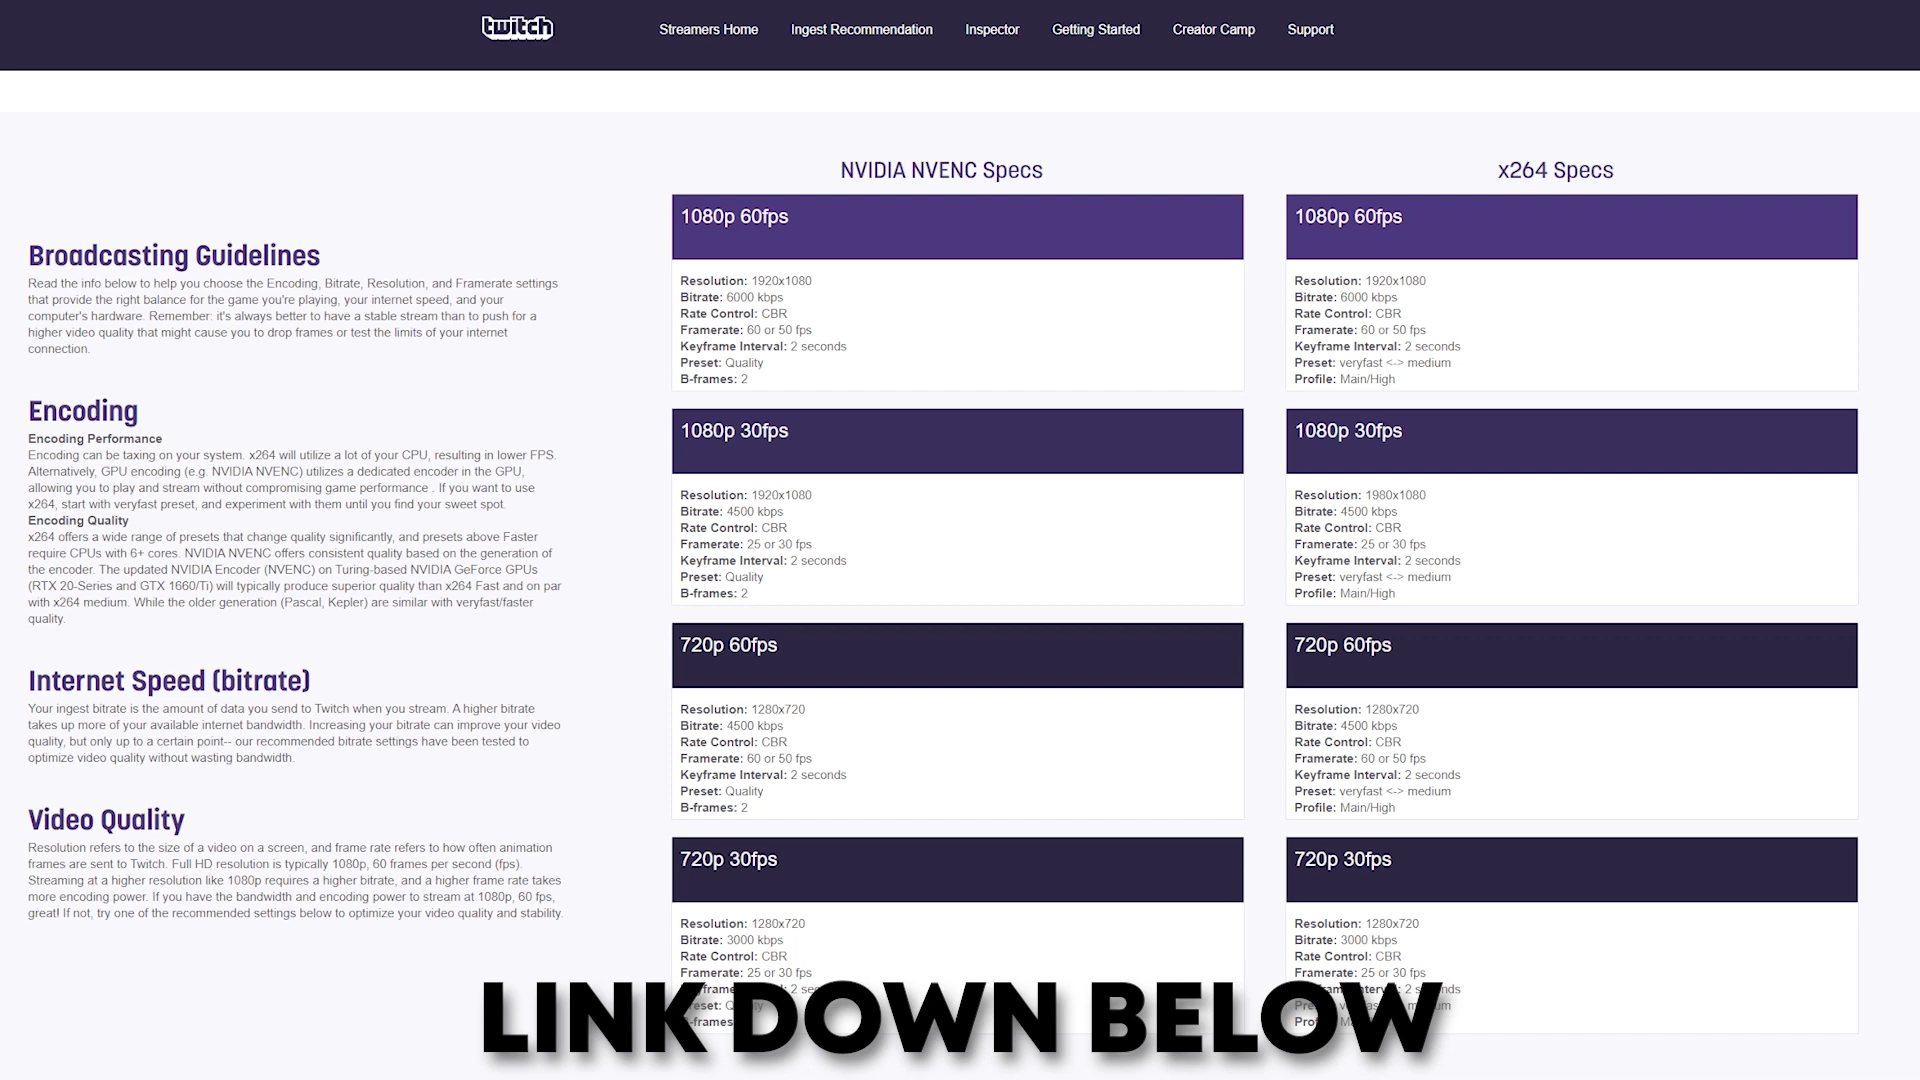 twitch
Streamers Home
Ingest Recommendation
Inspector
Getting Started
Creator Camp
Support
Broadcasting Guidelines
Read the info below to help you choose the Encoding, Bitrate, Resolution, and Framerate settings
that provide the right balance for the game you're playing, your internet speed, and your
computer's hardware. Remember: it's always better to have a stable stream than to push for a
higher video quality that might cause you to drop frames or test the limits of your internet
connection.
Encoding
Encoding Performance
Encoding can be taxing on your system. x264 will utilize a lot of your CPU, resulting in lower FPS.
Alternatively, GPU encoding (e.g. NVIDIA NVENC) utilizes a dedicated encoder in the GPU,
allowing you to play and stream without compromising game performance . If you want to use
x264, start with veryfast preset, and experiment with them until you find your sweet spot.
Encoding Quality
x264 offers a wide range of presets that change quality significantly, and presets above Faster
require CPUs with 6+ cores. NVIDIA NVENC offers consistent quality based on the generation of
the encoder. The updated NVIDIA Encoder (NVENC) on Turing-based NVIDIA GeForce GPUs
(RTX 20-Series and GTX 1660/Ti) will typically produce superior quality than x264 Fast and on par
with x264 medium. While the older generation (Pascal, Kepler) are similar with veryfast/faster
quality.
Internet Speed (bitrate)
Your ingest bitrate is the amount of data you send to Twitch when you stream. A higher bitrate
takes up more of your available internet bandwidth. Increasing your bitrate can improve your video
quality, but only up to a certain point-- our recommended bitrate settings have been tested to
optimize video quality without wasting bandwidth.
Video Quality
Resolution refers to the size of a video on a screen, and frame rate refers to how often animation
frames are sent to Twitch. Full HD resolution is typically 1080p, 60 frames per second (fps).
Streaming at a higher resolution like 1080p requires a higher bitrate, and a higher frame rate takes
more encoding power. If you have the bandwidth and encoding power to stream at 1080p, 60 fps,
great! If not, try one of the recommended settings below to optimize your video quality and stability.
NVIDIA NVENC Specs
1080p 60fps
Resolution: 1920x1080
Bitrate: 6000 kbps
Rate Control: CBR
Framerate: 60 or 50 fps
Keyframe Interval: 2 seconds
Preset: Quality
B-frames: 2
1080p 30fps
Resolution: 1920x1080
Bitrate: 4500 kbps
Rate Control: CBR
Framerate: 25 or 30 fps
Keyframe Interval: 2 seconds
Preset: Quality
B-frames: 2
720p 60fps
Resolution: 1280x720
Bitrate: 4500 kbps
Rate Control: CBR
Framerate: 60 or 50 fps
Keyframe Interval: 2 seconds
Preset: Quality
B-frames: 2
720p 30fps
Resolution: 1280x720
Bitrate: 3000 kbps
Rate Control: CBR
Framerate: 25 or 30 fps
x264 Specs
1080p 60fps
Resolution: 1920x1080
Bitrate: 6000 kbps
Rate Control: CBR
Framerate: 60 or 50 fps
Keyframe Interval: 2 seconds
Preset: veryfast <-> medium
Profile: Main/High
1080p 30fps
Resolution: 1980x1080
Bitrate: 4500 kbps
Rate Control: CBR
Framerate: 25 or 30 fps
Keyframe Interval: 2 seconds
Preset: veryfast <-> medium
Profile: Main/High
720p 60fps
Resolution: 1280x720
Bitrate: 4500 kbps
Rate Control: CBR
Framerate: 60 or 50 fps
Keyframe Interval: 2 seconds
Preset: veryfast <-> medium
Profile: Main/High
720p 30fps
Resolution: 1280x720
Bitrate: 3000 kbps
Rate Control: CBR
Framerate: 25 or 30 fps
LINK DOWN BELOW